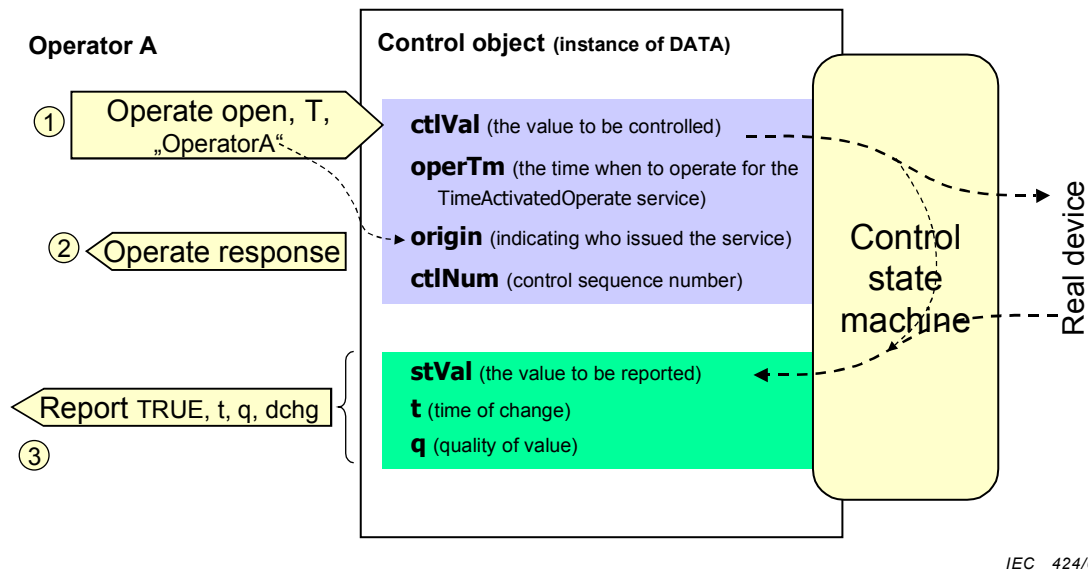 Operator A
Control object (instance of DATA)
1
Operate open, T,
„OperatorA“
ctlVal (the value to be controlled)
operTm (the time when to operate for the
TimeActivatedOperate service)
origin (indicating who issued the service)
ctlNum (control sequence number)
2
Operate response
Control
state
machine
Real device
stVal (the value to be reported)
t (time of change)
q (quality of value)
Report TRUE, t, q, dchg
3
IEC 424/